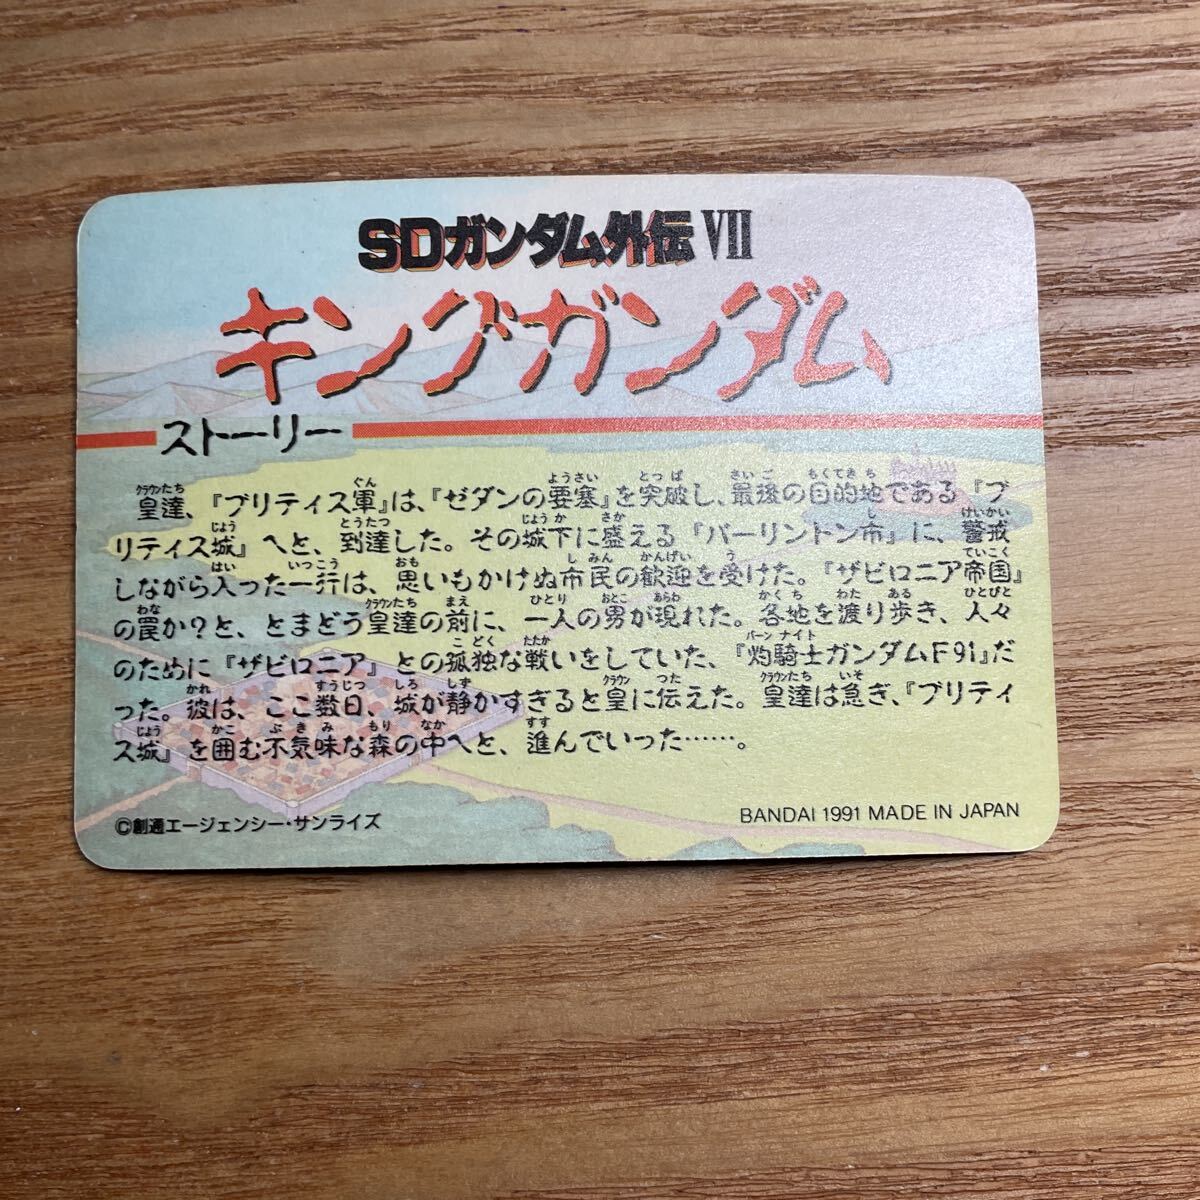 SDガンダム外伝 VII
キングガンダム
ストーリー
皇達、『ブリティス軍』は、『ゼダンの要塞』を突破し、最後の目的地である『ブ
リティス城』へと、到達した。その城下に盛える『バーリントン市』に、警戒
しながら入った一行は、思いもかけぬ市民の歓迎を受けた。『ザビロニア帝国』
の罠か?と、とまどう皇達の前に、一人の男が現れた。各地を渡り歩き、人々
のために『ザビロニア』との孤独な戦いをしていた、『灼騎士ガンダムF91』だ
った。彼は、ここ数日、城が静かすぎると皇に伝えた。皇達は急ぎ、『ブリティ
ス城』を囲む不気味な森の中へと、進んでいった……。
©創通エージェンシー・サンライズ
BANDAI 1991 MADE IN JAPAN